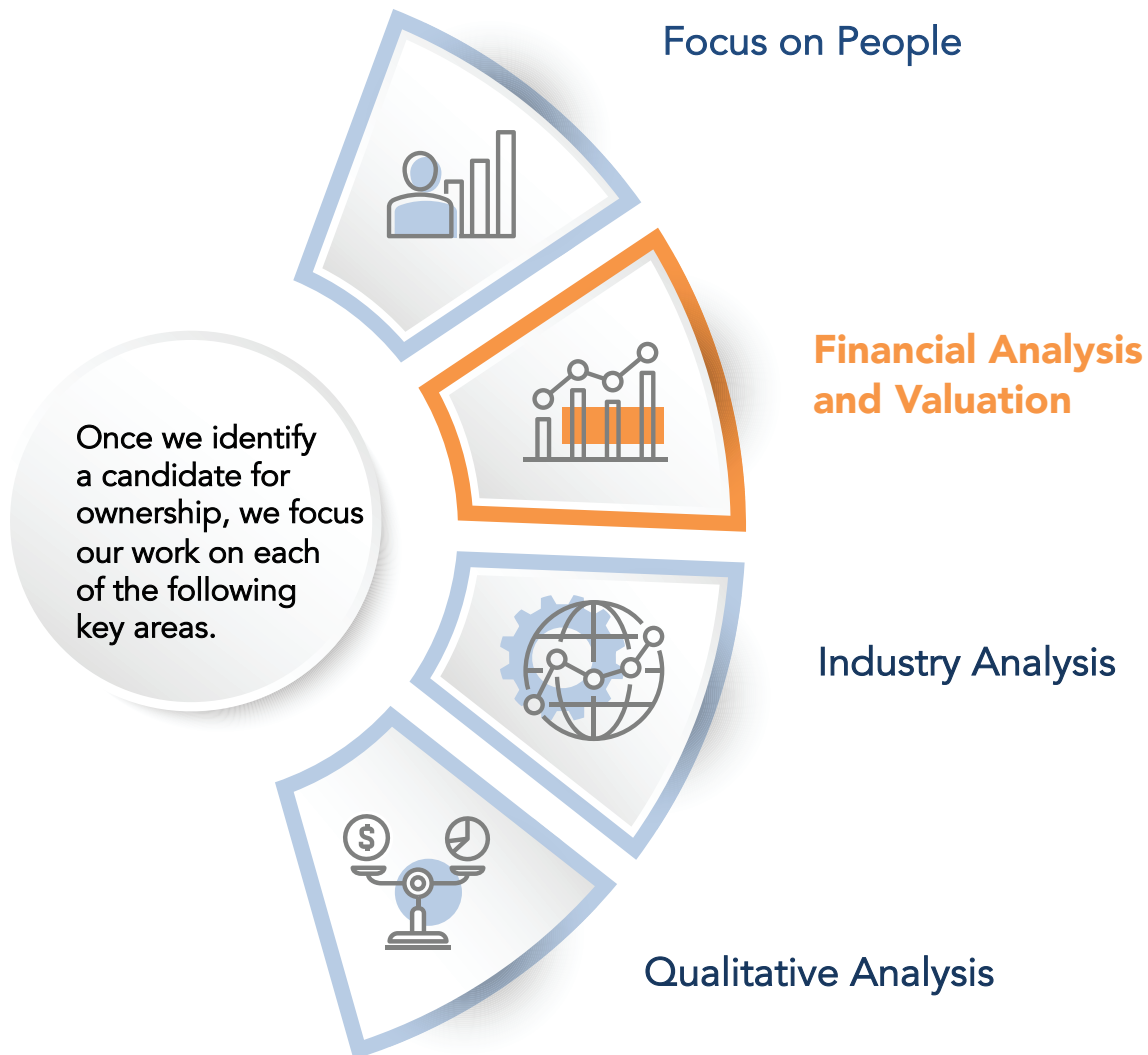 Focus on People
Financial Analysis
and Valuation
Once we identify
a candidate for
ownership, we focus
our work on each
of the following
key areas.
Industry Analysis
$
Qualitative Analysis